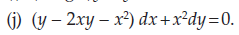 (j) (y − 2xy − x²) dx+x²dy=0.